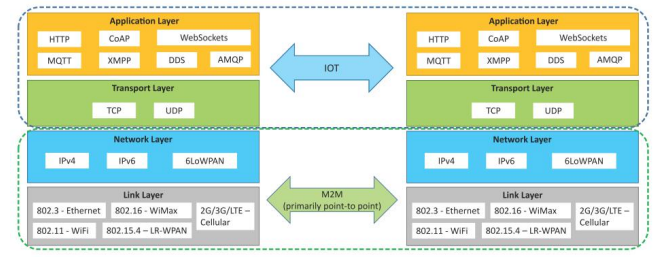 Application Layer
HTTP CoAP WebSockets
MQTT XMPP DDS AMQP
Transport Layer
TCP UDP
Network Layer
IPv4 IPv6 6LoWPAN
Link Layer
802.3 - Ethernet 802.16 - WiMax 2G/3G/LTE –
Cellular
802.11 - WiFi 802.15.4 – LR-WPAN
IOT
M2M
(primarily point-to point)
Application Layer
HTTP CoAP WebSockets
MQTT XMPP DDS AMQP
Transport Layer
TCP UDP
Network Layer
IPv4 IPv6 6LoWPAN
Link Layer
802.3 - Ethernet 802.16 - WiMax 2G/3G/LTE –
Cellular
802.11 - WiFi 802.15.4 – LR-WPAN